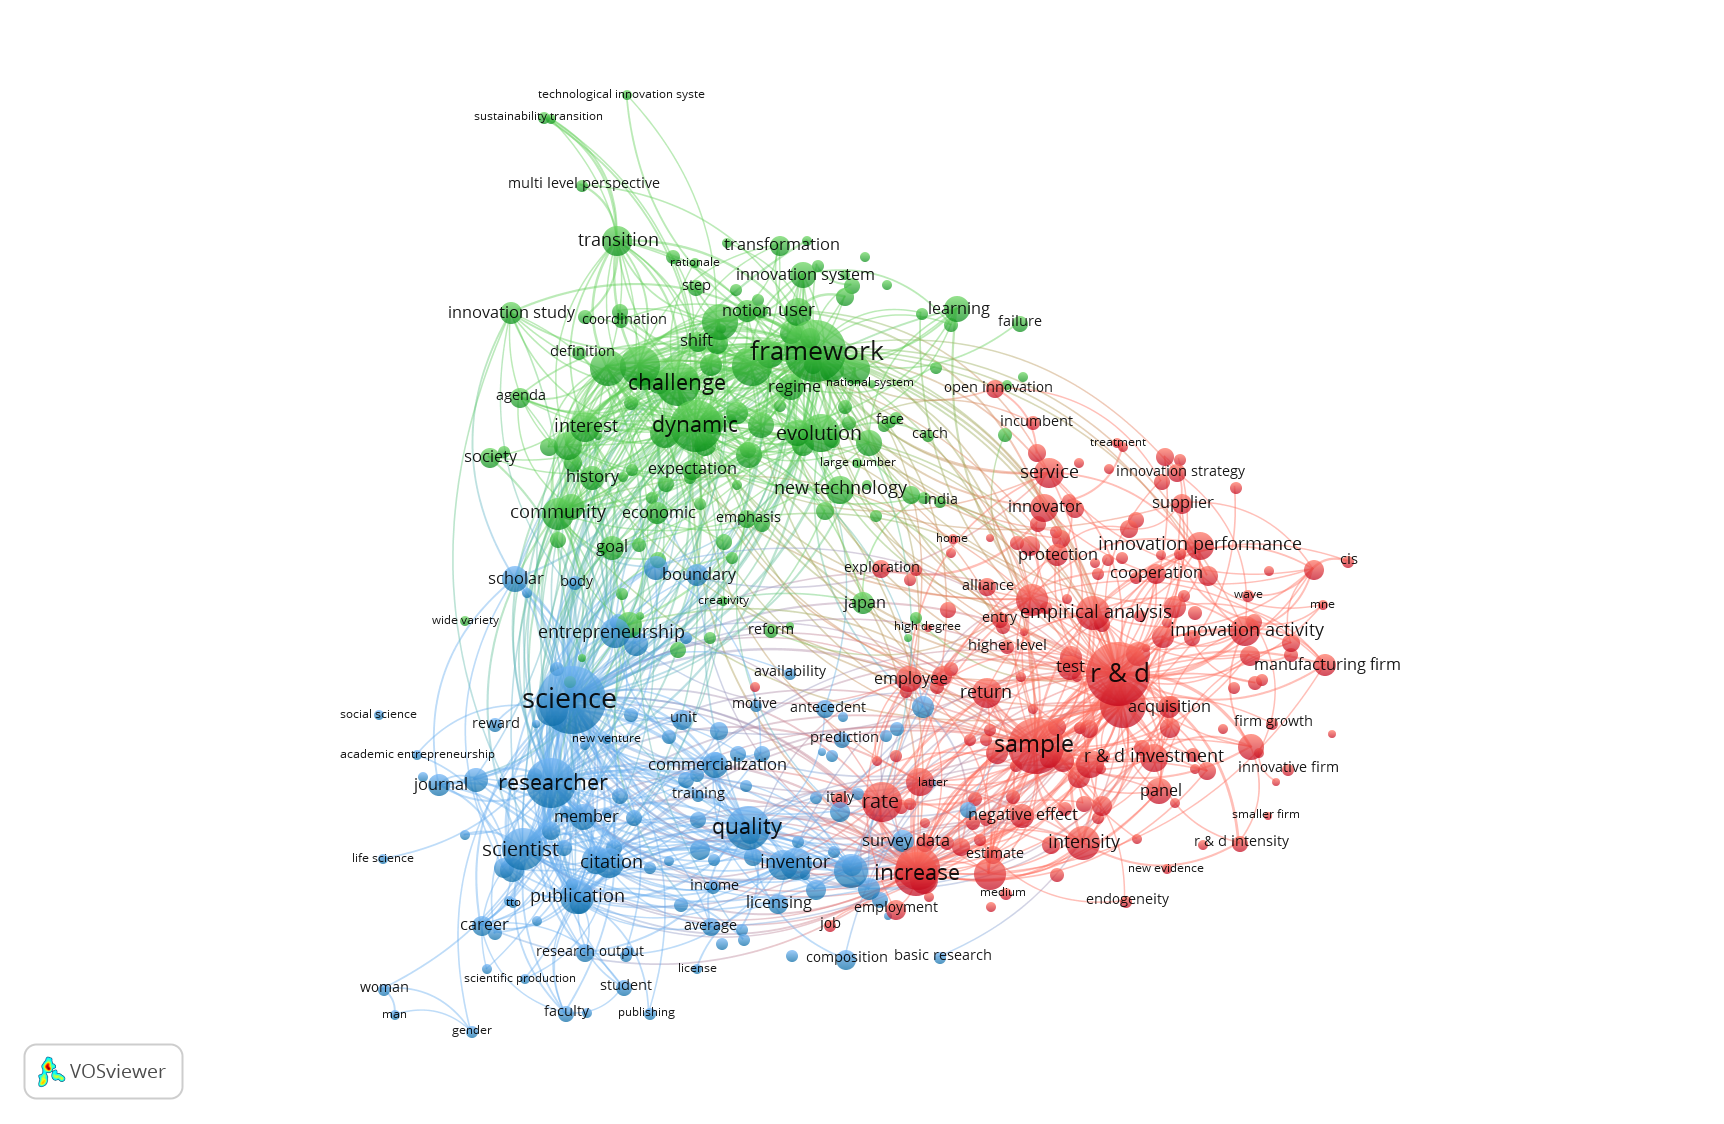 technological innovation syste
sustainability transition
multi level perspective
transition
transformation
rationale
innovation system
step
innovation study
coordination
notion
user
learning
failure
shift
definition
framework
challenge
regime
national system
open innovation
agenda
interest
dynamic
evolution
face
catch
incumbent
treatment
society
history
expectation
large number
service
innovation strategy
new technology
india
innovator
supplier
community
economic
emphasis
home
goal
protection
innovation performance
cis
scholar
body
boundary
exploration
alliance
cooperation
creativity
japan
wave
mne
wide variety
entrepreneurship
reform
high degree
entry
empirical analysis
innovation activity
higher level
availability
employee
test
r & d
manufacturing firm
science
motive
antecedent
return
acquisition
social science
reward
unit
firm growth
new venture
prediction
sample
academic entrepreneurship
commercialization
r & d investment
innovative firm
journal
researcher
training
italy
latter
panel
member
quality
rate
negative effect
smaller firm
life science
scientist
citation
inventor
survey data
estimate
intensity
r & d intensity
new evidence
publication
income
increase
tto
licensing
employment
medium
endogeneity
career
average
job
research output
composition
basic research
license
scientific production
woman
student
man
faculty
publishing
gender
VOSviewer